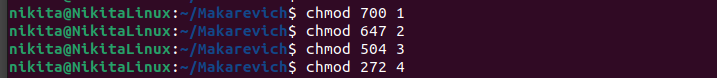 nikita@NikitaLinux:~/Makarevich$ chmod 700 1
nikita@NikitaLinux:~/Makarevich$ chmod 647 2
nikita@NikitaLinux:~/Makarevich$ chmod 504 3
nikita@NikitaLinux:~/Makarevich$ chmod 272 4